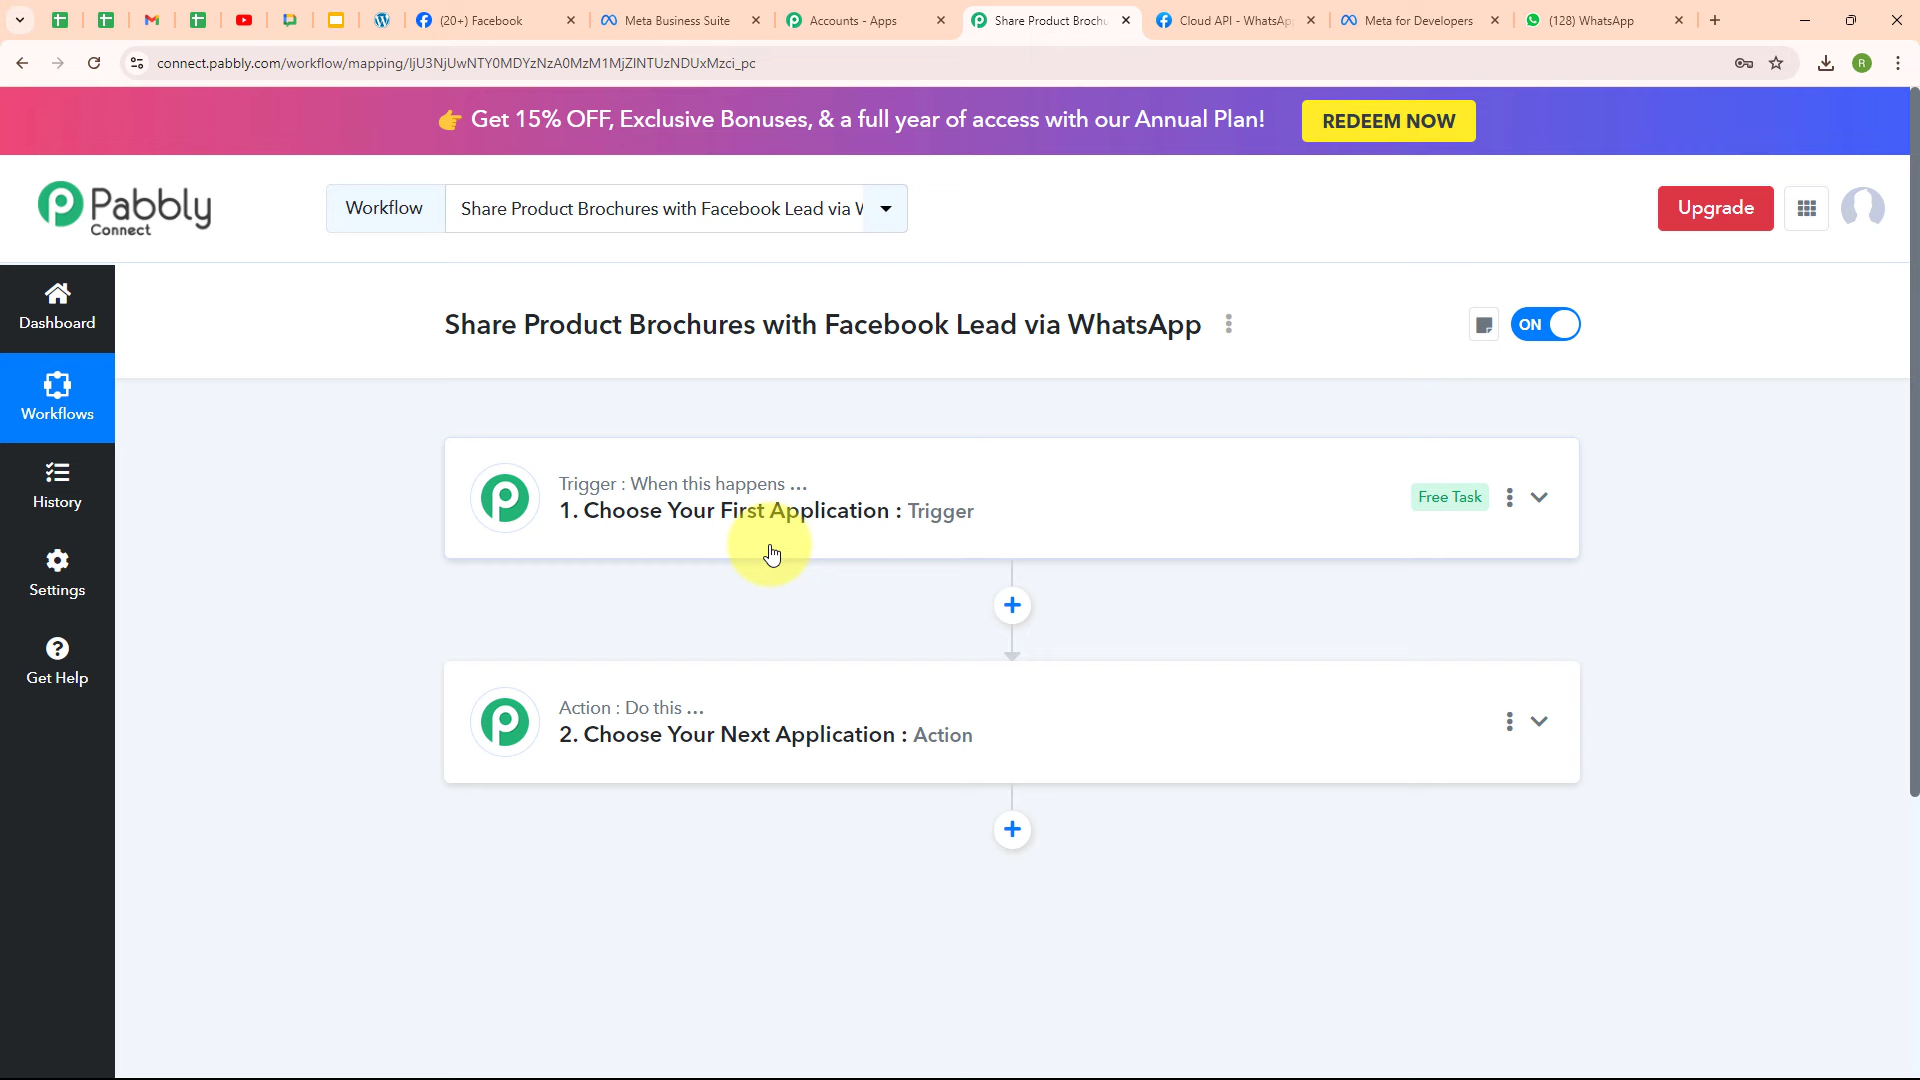 (20+) Facebook
Meta Business Suite
Accounts - Apps
Share Product Brochu
Cloud API - WhatsAp
Meta for Developers
(128) WhatsApp
connect.pabbly.com/workflow/mapping/IjU3NjUwNTY0MDYzNzA0MzM1MjZlNTUzNDUxMzci_pc
R
👉 Get 15% OFF, Exclusive Bonuses, & a full year of access with our Annual Plan!
REDEEM NOW
Pabbly
Connect
Workflow
Share Product Brochures with Facebook Lead via W
Upgrade
Dashboard
Workflows
History
Settings
Get Help
Share Product Brochures with Facebook Lead via WhatsApp
ON
Trigger : When this happens ...
1. Choose Your First Application : Trigger
Free Task
Action : Do this ...
2. Choose Your Next Application : Action